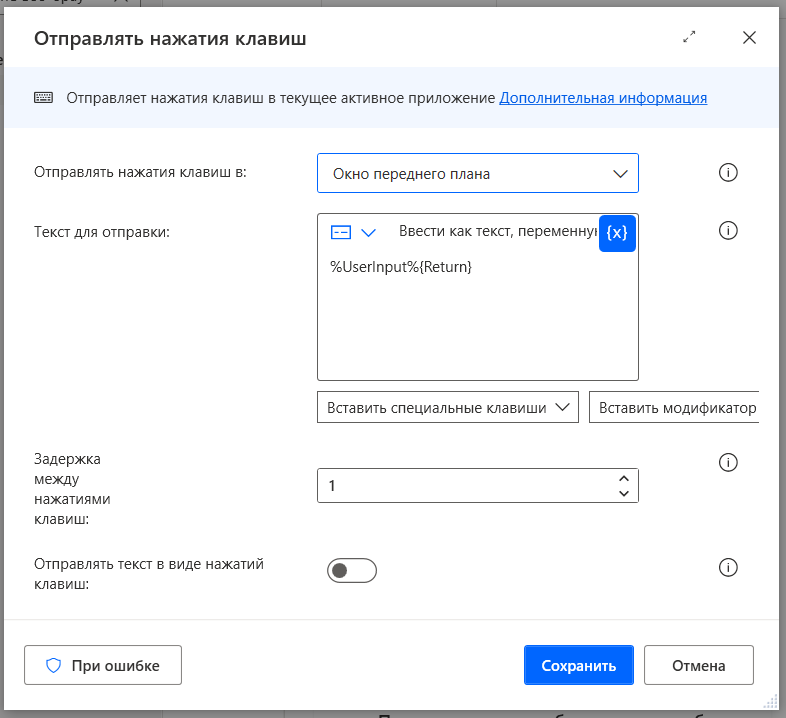 Отправлять нажатия клавиш
Отправляет нажатия клавиш в текущее активное приложение Дополнительная информация
Отправлять нажатия клавиш в:
Окно переднего плана
Текст для отправки:
Ввести как текст, переменную
{x}
%UserInput%{Return}
Вставить специальные клавиши
Вставить модификатор
Задержка
между
нажатиями
клавиш:
1
Отправлять текст в виде нажатий
клавиш:
При ошибке
Сохранить
Отмена